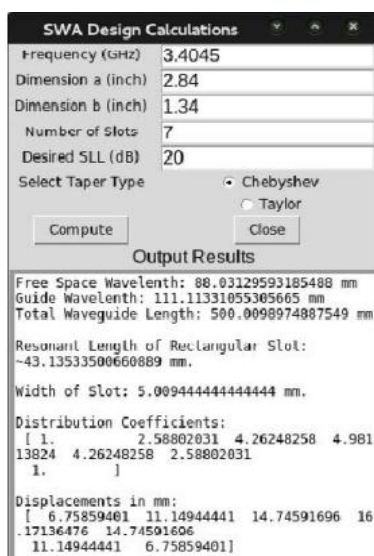 SWA Design Calculations
Frequency (GHz) 3.4045
Dimension a (inch) 2.84
Dimension b (inch) 1.34
Number of Slots 7
Desired SLL (dB) 20
Select Taper Type Chebyshev
Taylor
Compute Close
Output Results
Free Space Wavelenth: 88.03129593185488 mm
Guide Wavelenth: 111.11331055305665 mm
Total Waveguide Length: 500.0098974887549 mm
Resonant Length of Rectangular Slot:
~43.13533500660889 mm.
Width of Slot: 5.009444444444444 mm.
Distribution Coefficients:
[ 1. 2.58802031 4.26248258 4.981
13824 4.26248258 2.58802031
1. ]
Displacements in mm:
[ 6.75859401 11.14944441 14.74591696 16
.17136476 14.74591696
11.14944441 6.75859401]